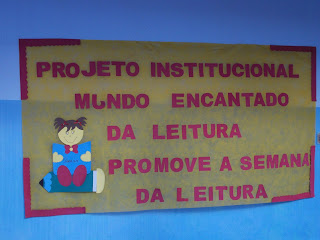 PROJETO INSTITUCIONAL
MUNDO ENCANTADO
DA LEITURA
PROMOVE A SEMANA
DA LEITURA